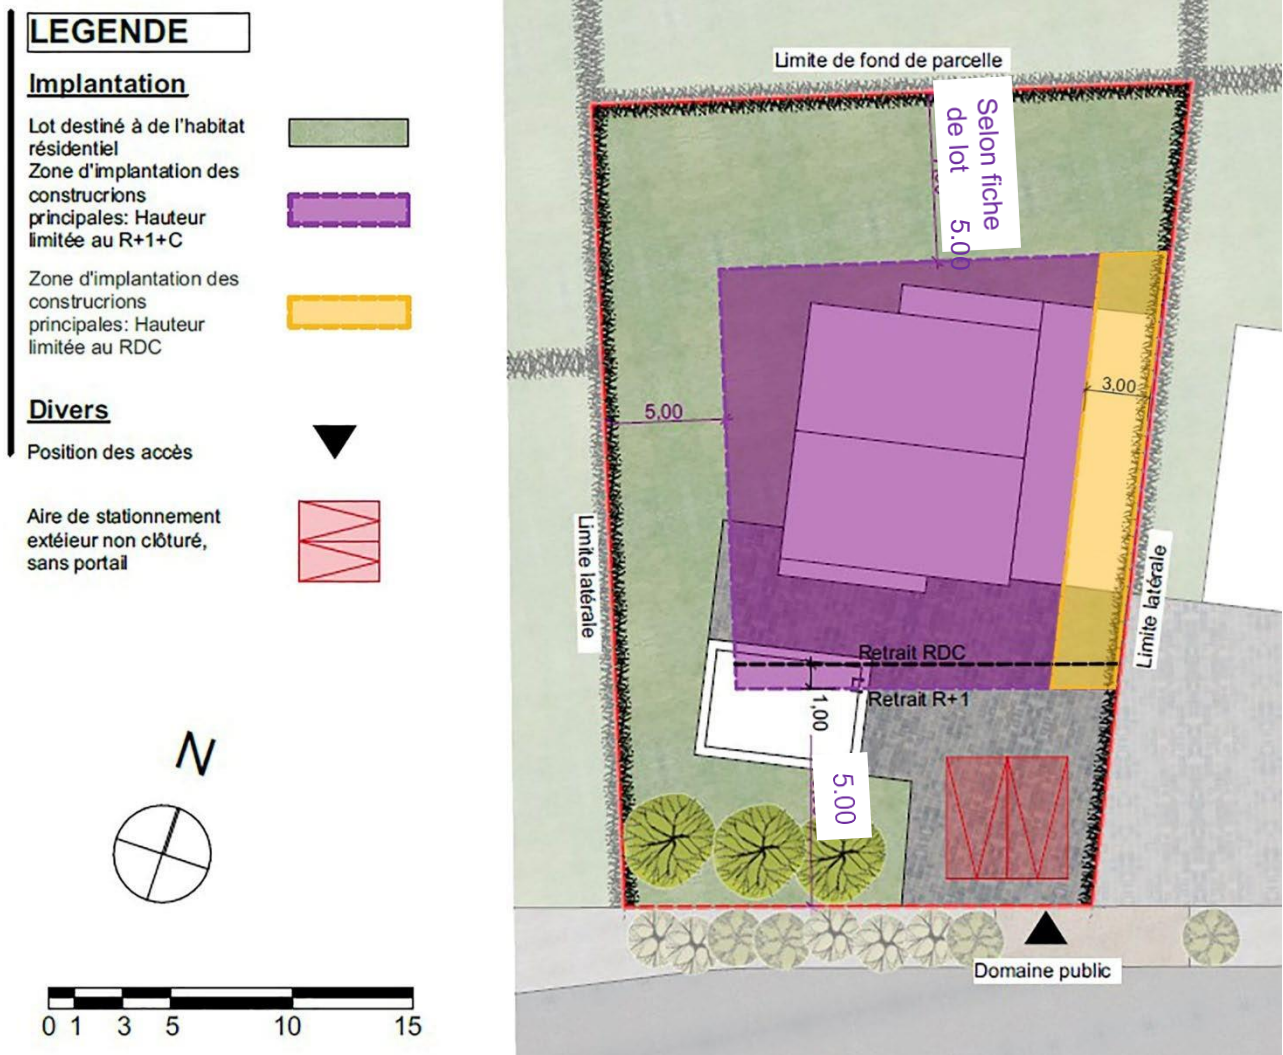 LEGENDE
Implantation
Lot destiné à de l'habitat
résidentiel
Zone d'implantation des
construcrions
principales: Hauteur
limitée au R+1+C
Zone d'implantation des
construcrions
principales: Hauteur
limitée au RDC
Divers
Position des accès
Aire de stationnement
extéieur non clôturé,
sans portail
N
0 1 3 5 10 15
Limite de fond de parcelle
Selon fiche
de lot 5.00
3,00
5,00
Limite latérale
Limite latérale
Retrait RDC
Retrait R+1
1,00
5.00
Domaine public